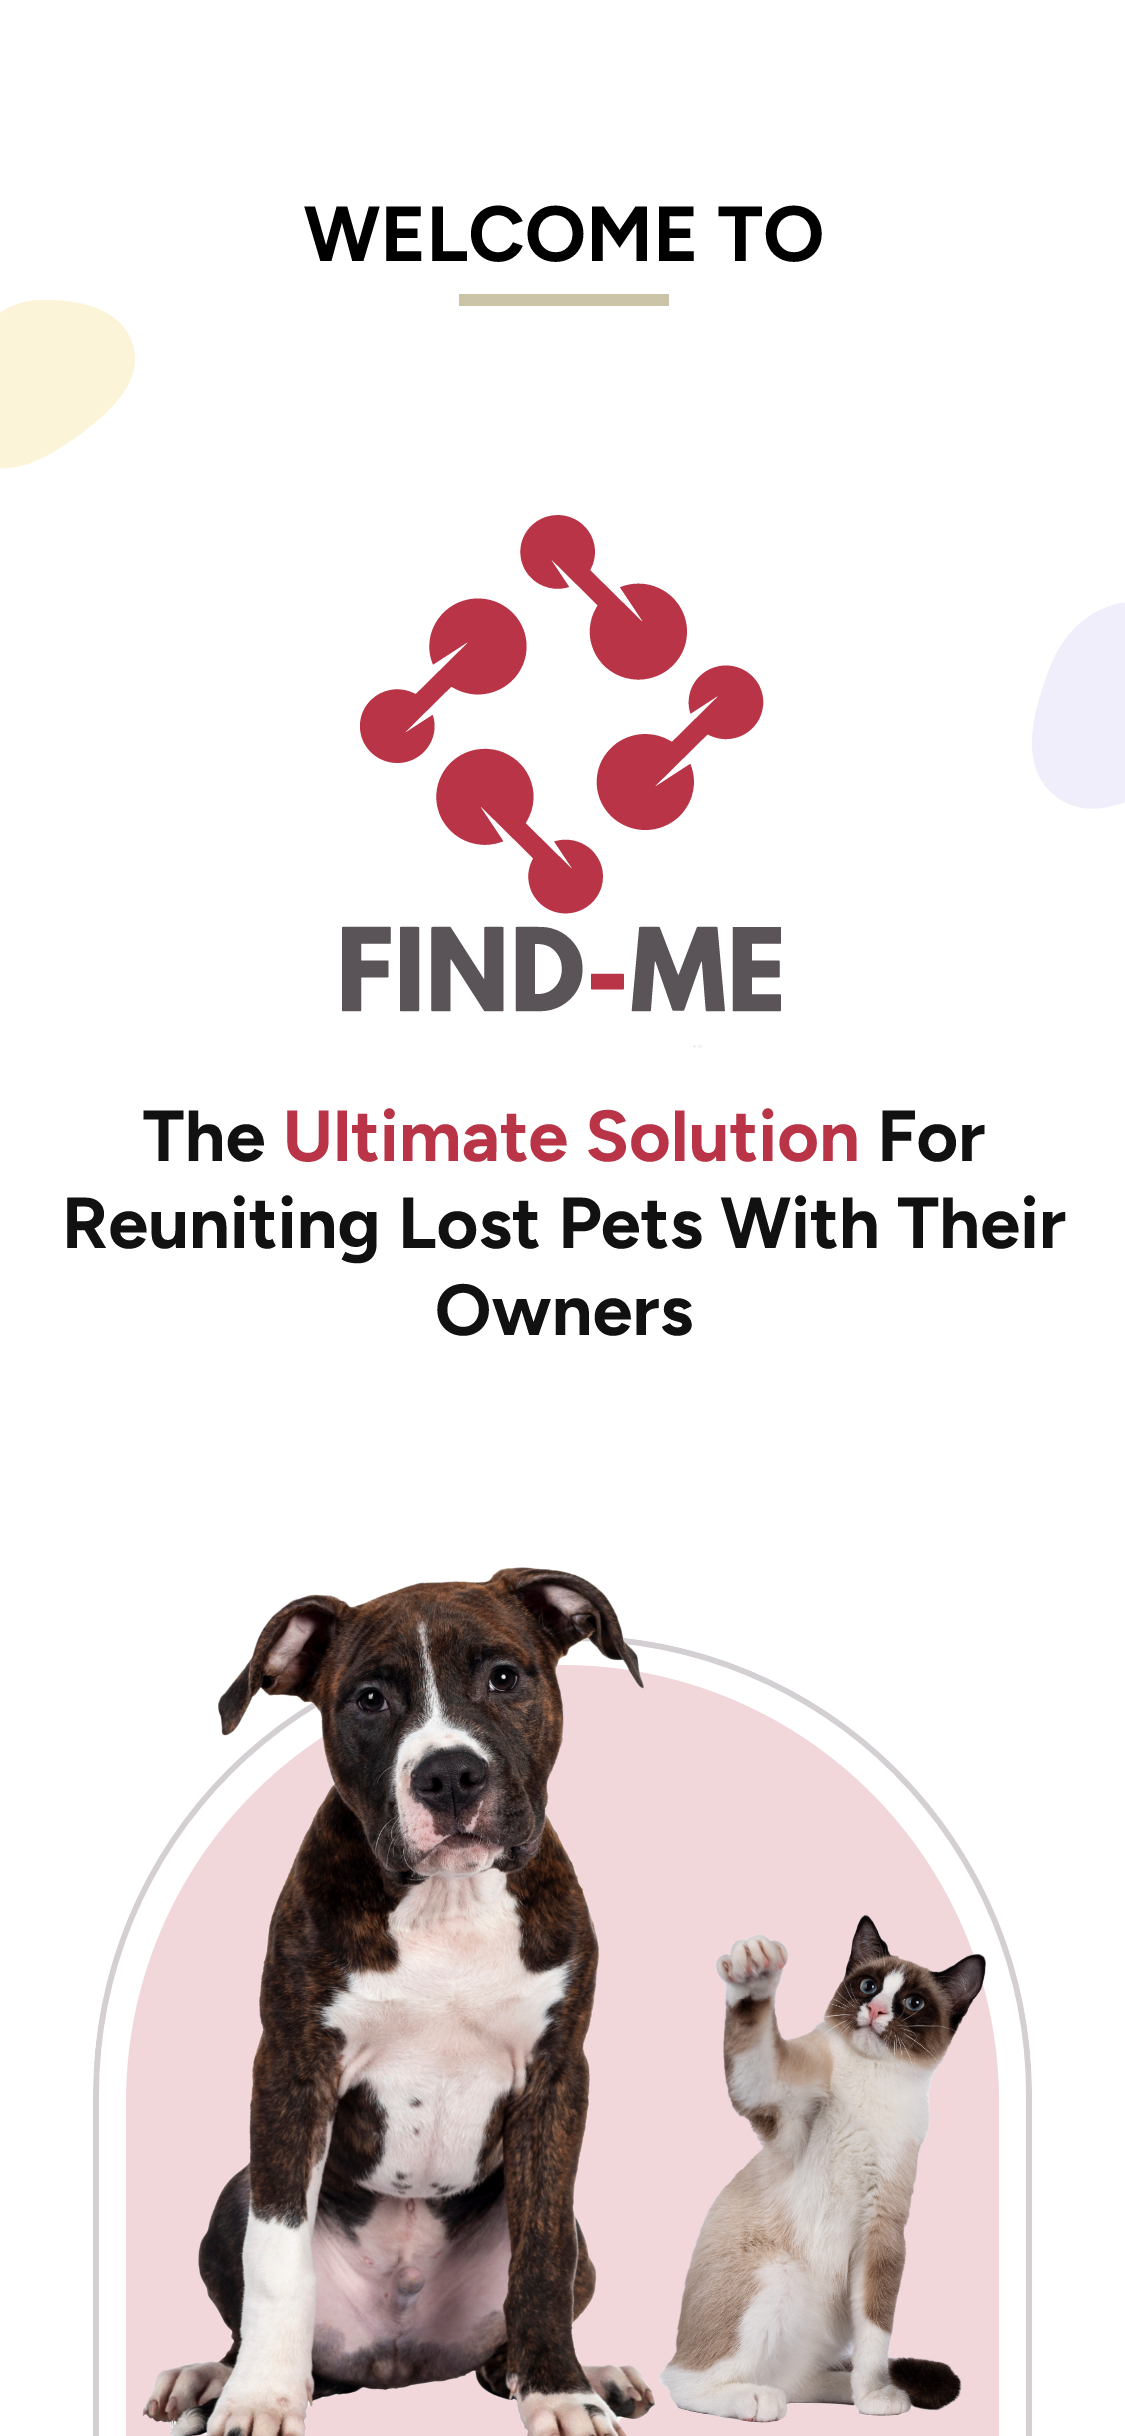 WELCOME TO
FIND-ME
The Ultimate Solution For
Reuniting Lost Pets With Their
Owners